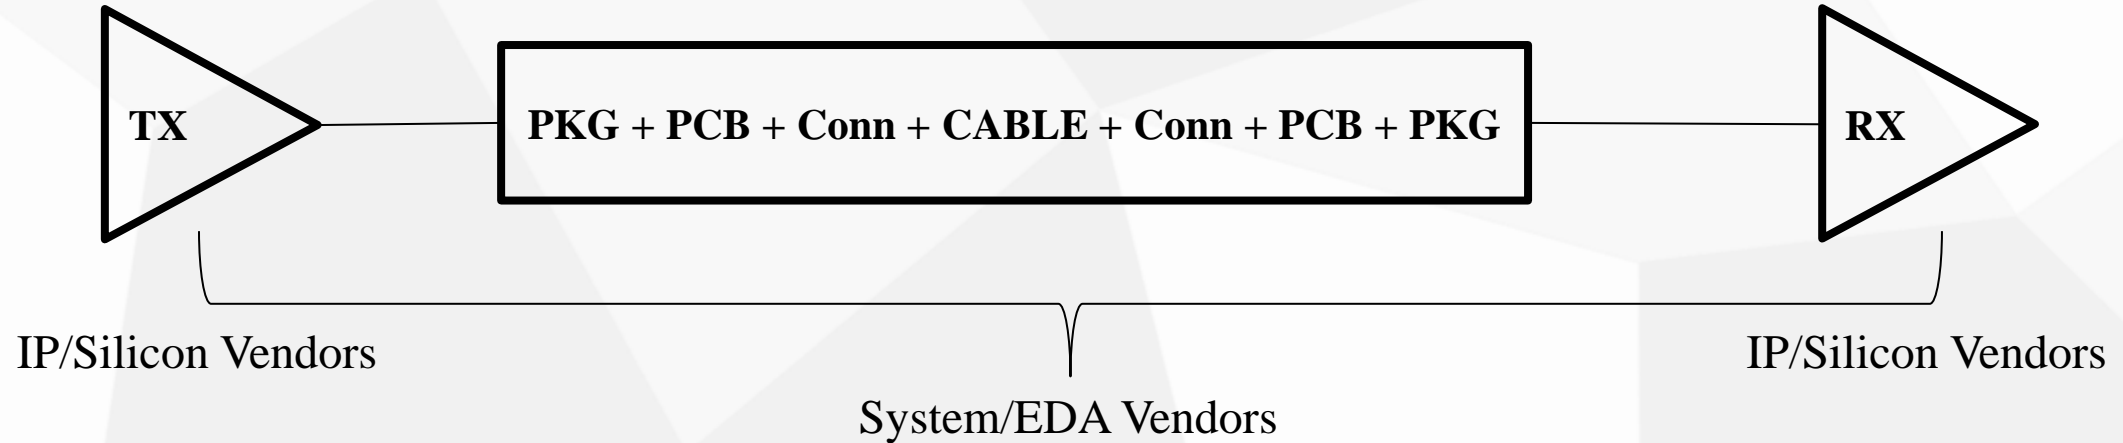 TX
PKG + PCB + Conn + CABLE + Conn + PCB + PKG
RX
IP/Silicon Vendors
IP/Silicon Vendors
System/EDA Vendors